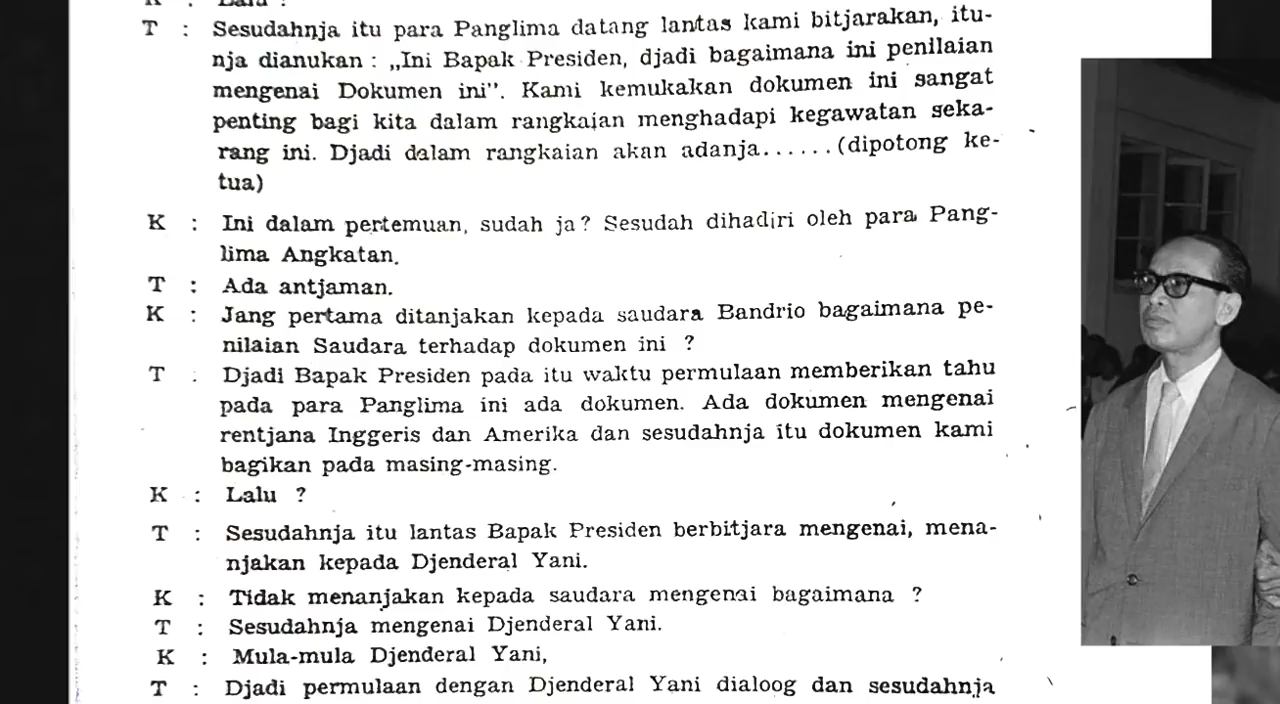 K : Lalu ?
T : Sesudahnja itu para Panglima datang lantas kami bitjarakan, itu-
nja dianukan : „Ini Bapak Presiden, djadi bagaimana ini penilaian
mengenai Dokumen ini”. Kami kemukakan dokumen ini sangat
penting bagi kita dalam rangkaian menghadapi kegawatan seka-
rang ini. Djadi dalam rangkaian akan adanja......(dipotong ke-
tua)
K : Ini dalam pertemuan, sudah ja? Sesudah dihadiri oleh para Pang-
lima Angkatan.
T : Ada antjaman.
K : Jang pertama ditanjakan kepada saudara Bandrio bagaimana pe-
nilaian Saudara terhadap dokumen ini ?
T : Djadi Bapak Presiden pada itu waktu permulaan memberikan tahu
pada para Panglima ini ada dokumen. Ada dokumen mengenai
rentjana Inggeris dan Amerika dan sesudahnja itu dokumen kami
bagikan pada masing-masing.
K : Lalu ?
T : Sesudahnja itu lantas Bapak Presiden berbitjara mengenai, mena-
njakan kepada Djenderal Yani.
K : Tidak menanjakan kepada saudara mengenai bagaimana ?
T : Sesudahnja mengenai Djenderal Yani.
K : Mula-mula Djenderal Yani,
T : Djadi permulaan dengan Djenderal Yani dialoog dan sesudahnja